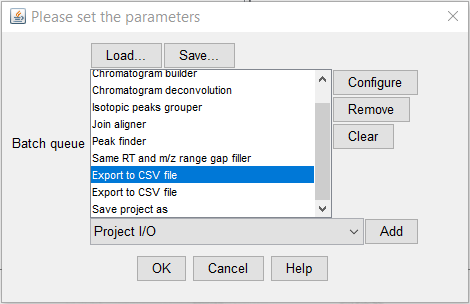 Please set the parameters
Load... Save...
Batch queue
Chromatogram builder
Chromatogram deconvolution
Isotopic peaks grouper
Join aligner
Peak finder
Same RT and m/z range gap filler
Export to CSV file
Export to CSV file
Save project as
Configure
Remove
Clear
Project I/O
Add
OK Cancel Help